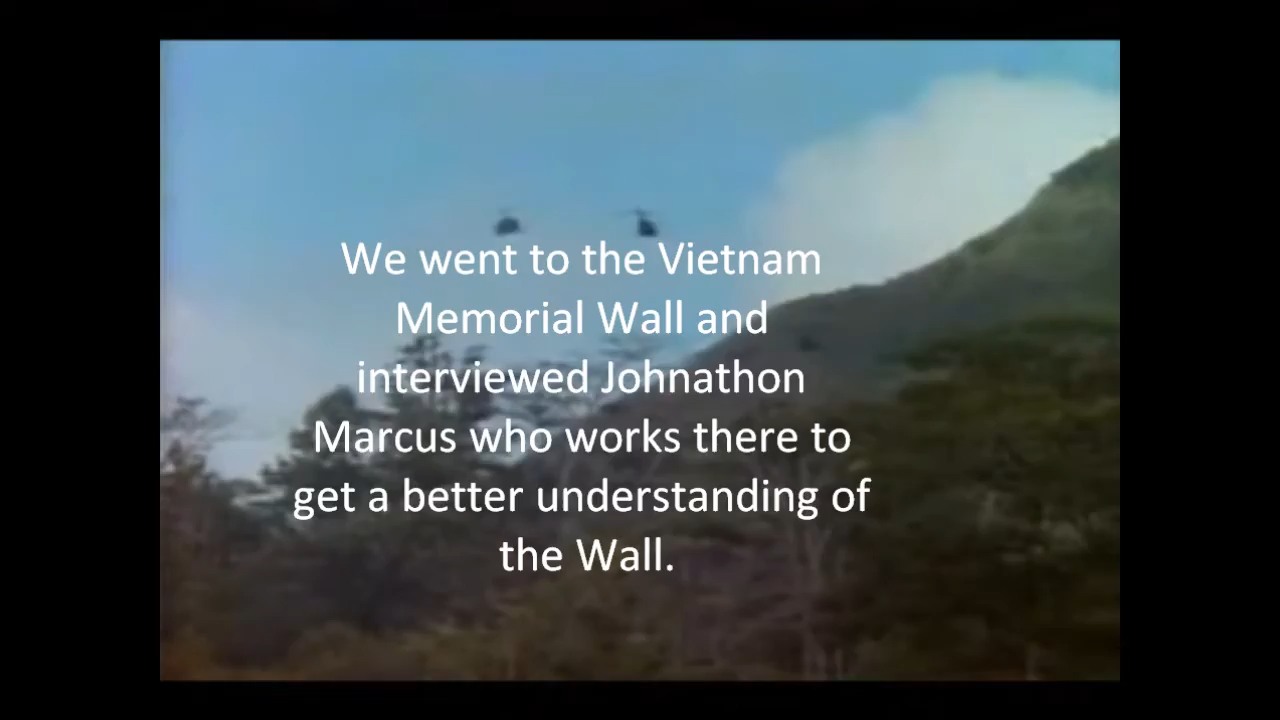 We went to the Vietnam
Memorial Wall and
interviewed Johnathon
Marcus who works there to
get a better understanding of
the Wall.